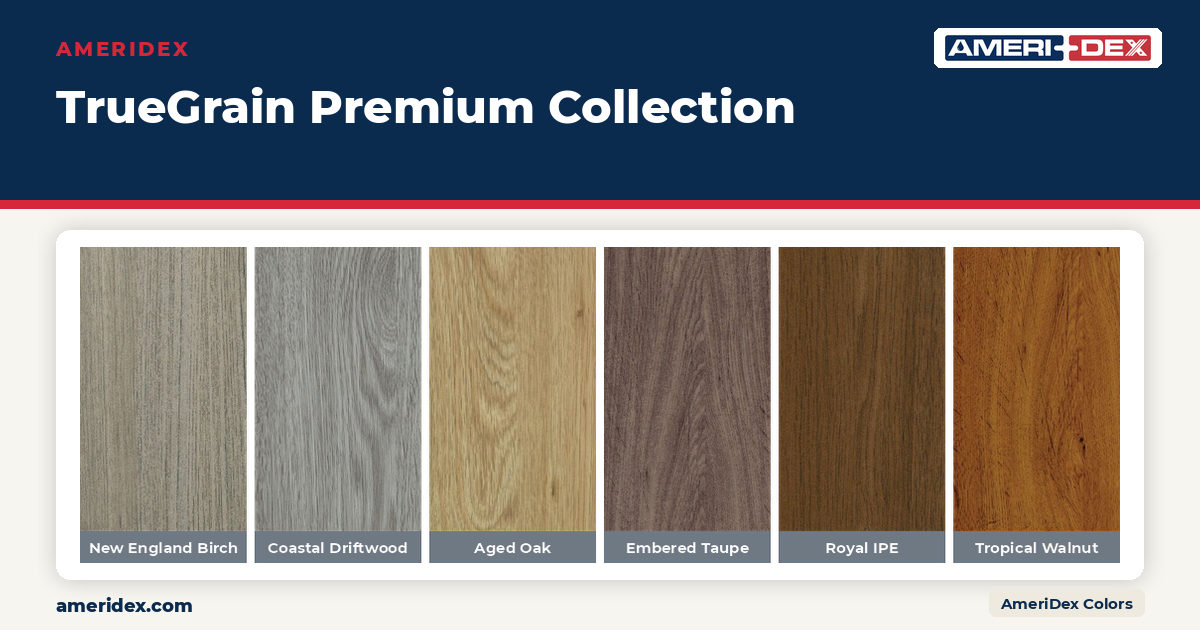 AMERIDEX
AMERI-DEX
TrueGrain Premium Collection
New England Birch
Coastal Driftwood
Aged Oak
Embered Taupe
Royal IPE
Tropical Walnut
ameridex.com
AmeriDex Colors